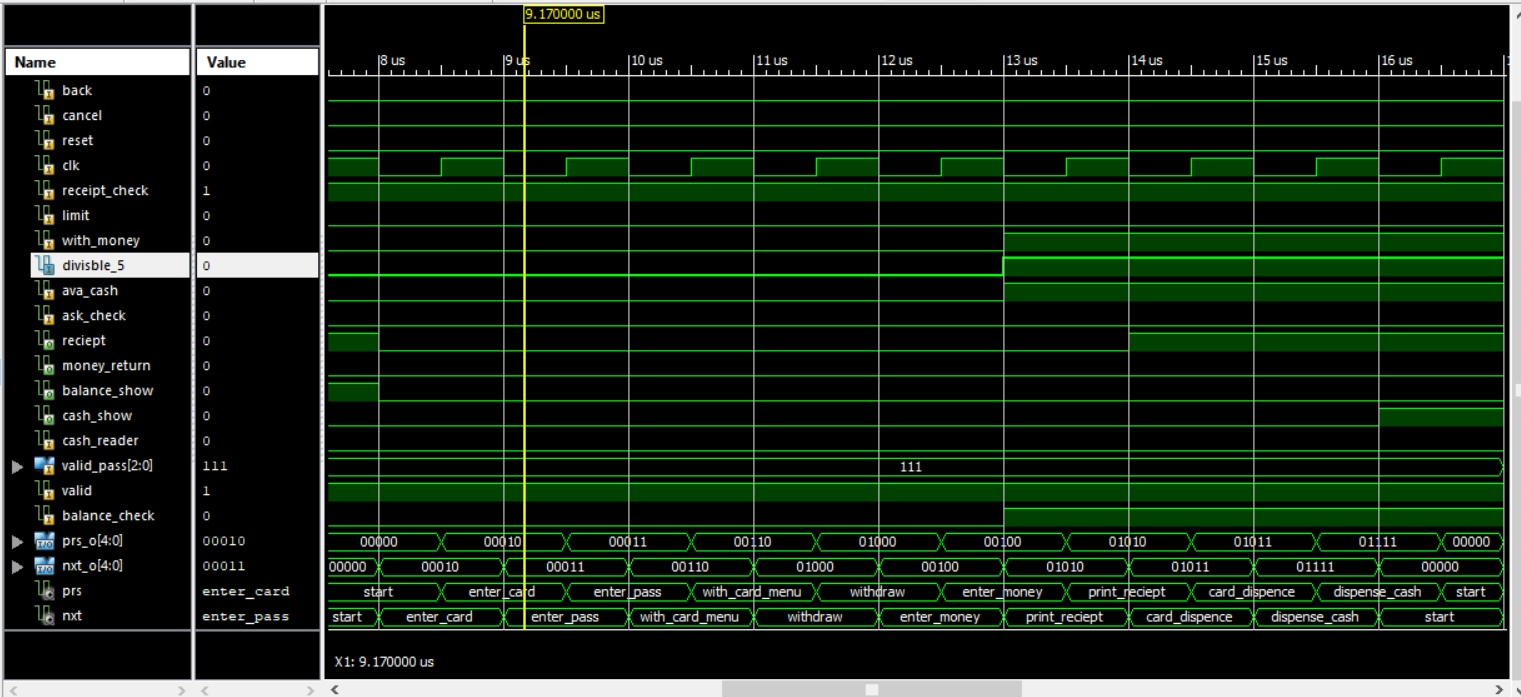 9.170000 us
8 us 9 us 10 us 11 us 12 us 13 us 14 us 15 us 16 us
Name Value
back 0
cancel 0
reset 0
clk 0
receipt_check 1
limit 0
with_money 0
divisble_5 0
ava_cash 0
ask_check 0
reciept 0
money_return 0
balance_show 0
cash_show 0
cash_reader 0
valid_pass[2:0] 111 111
valid 1
balance_check 0
prs_o[4:0] 00010 00000 00010 00011 00110 01000 00100 01010 01011 01111 00000
nxt_o[4:0] 00011 00000 00010 00011 00110 01000 00100 01010 01011 01111 00000
prs enter_card start enter_card enter_pass with_card_menu withdraw enter_money print_reciept card_dispence dispense_cash start
nxt enter_pass start enter_card enter_pass with_card_menu withdraw enter_money print_reciept card_dispence dispense_cash start
X1: 9.170000 us